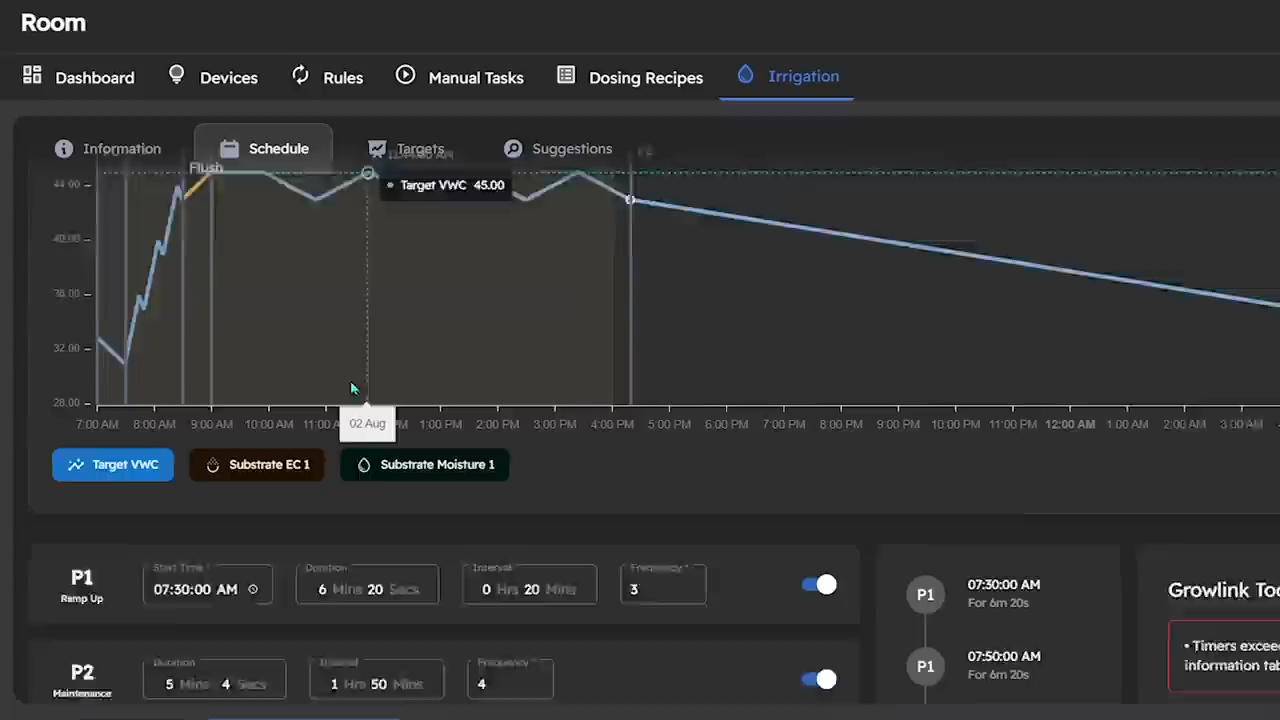 Room
Dashboard Devices Rules Manual Tasks Dosing Recipes Irrigation
Information Schedule Targets Suggestions
Flush
Target VWC 45.00
44.00
40.00
36.00
32.00
28.00
7:00 AM 8:00 AM 9:00 AM 10:00 AM 11:00 A 02 Aug PM 1:00 PM 2:00 PM 3:00 PM 4:00 PM 5:00 PM 6:00 PM 7:00 PM 8:00 PM 9:00 PM 10:00 PM 11:00 PM 12:00 AM 1:00 AM 2:00 AM 3:00 AM
Target VWC Substrate EC 1 Substrate Moisture 1
P1
Ramp Up
Start Time *
07:30:00 AM
Duration
6 Mins 20 Secs
Interval
0 Hrs 20 Mins
Frequency *
3
P2
Maintenance
Duration
5 Mins 4 Secs
Interval
1 Hrs 50 Mins
Frequency *
4
P1
07:30:00 AM
For 6m 20s
P1
07:50:00 AM
For 6m 20s
Growlink Too
• Timers exceed
information tab